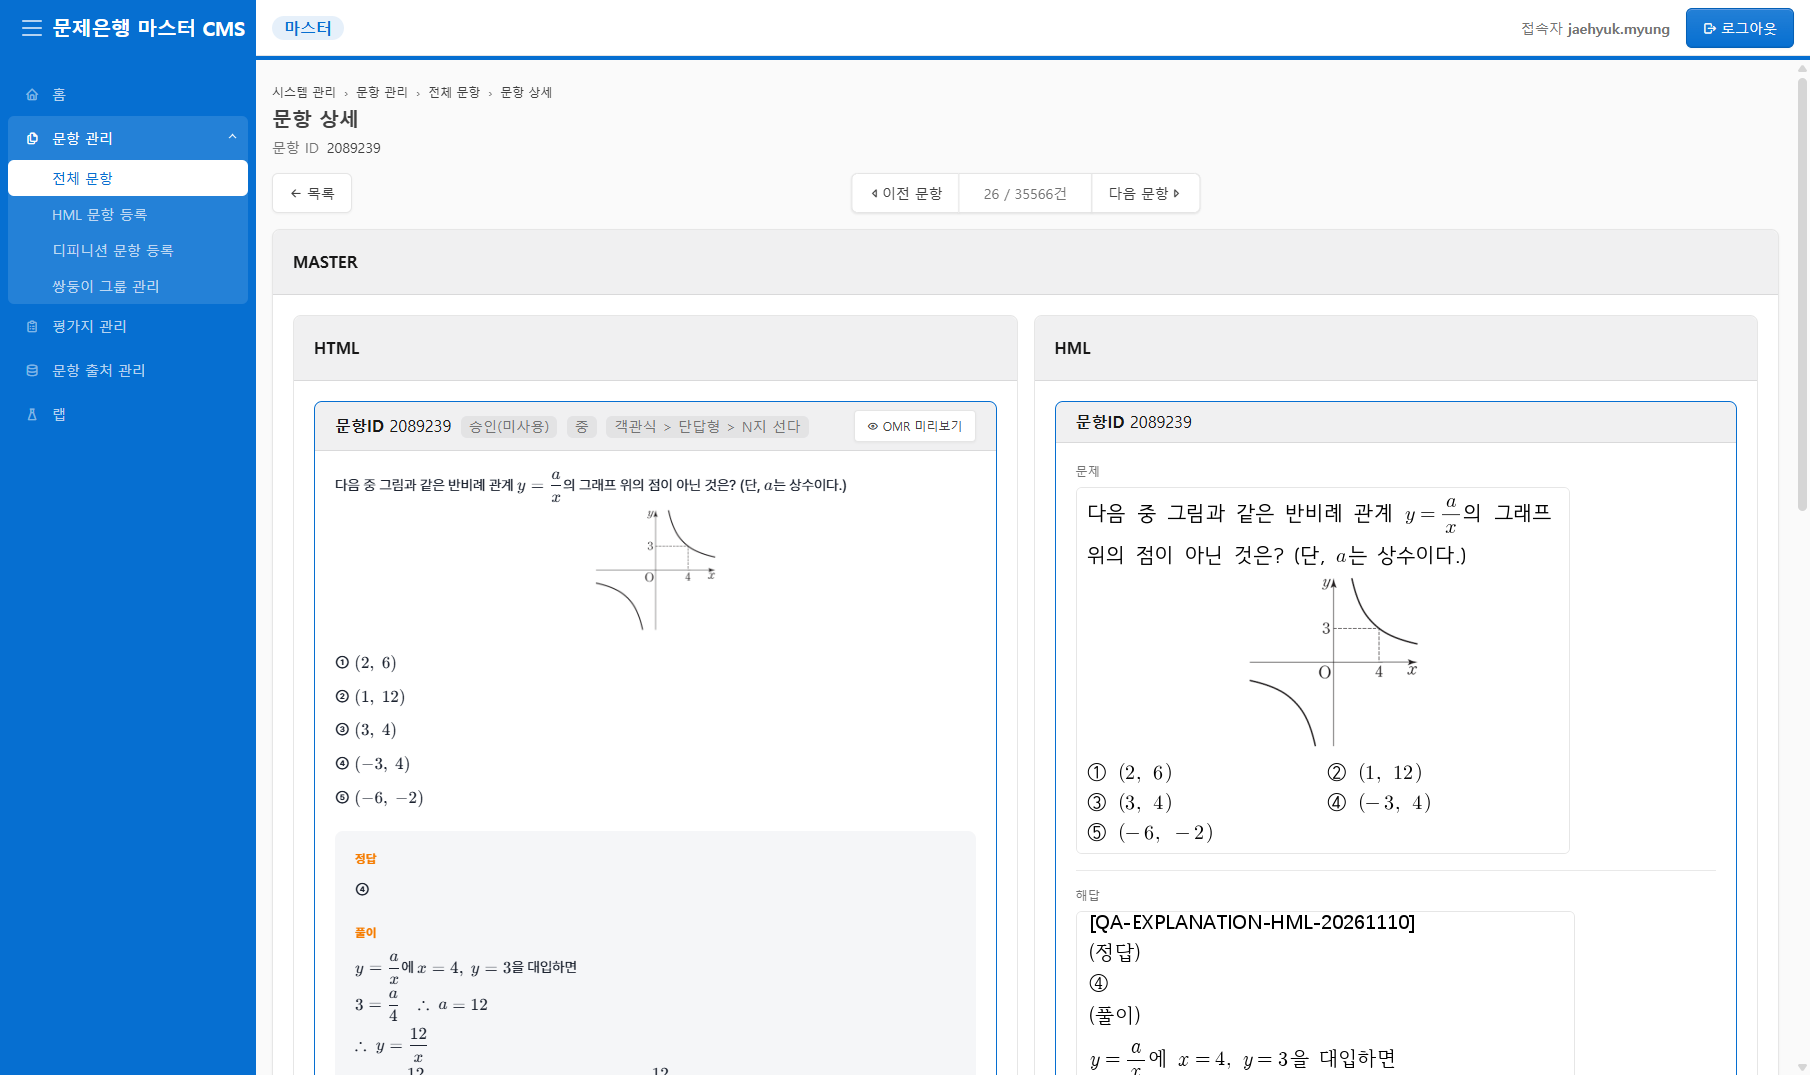 문제은행 마스터 CMS
홈
문항 관리
전체 문항
HML 문항 등록
디피니션 문항 등록
쌍둥이 그룹 관리
평가지 관리
문항 출처 관리
랩
마스터
접속자 jaehyuk.myung
로그아웃
시스템 관리 › 문항 관리 › 전체 문항 › 문항 상세
문항 상세
문항 ID 2089239
← 목록
이전 문항
26 / 35566건
다음 문항
MASTER
HTML
문항ID 2089239 승인(미사용) 중 객관식 > 단답형 > N지 선다
OMR 미리보기
다음 중 그림과 같은 반비례 관계 y = a/x의 그래프 위의 점이 아닌 것은? (단, a는 상수이다.)
y
3
O 4 x
① (2, 6)
② (1, 12)
③ (3, 4)
④ (−3, 4)
⑤ (−6, −2)
정답
④
풀이
y = a/x에 x = 4, y = 3을 대입하면
3 = a/4 ∴ a = 12
∴ y = 12/x
12 12
HML
문항ID 2089239
문제
다음 중 그림과 같은 반비례 관계 y = a/x의 그래프
위의 점이 아닌 것은? (단, a는 상수이다.)
y
3
O 4 x
① (2, 6) ② (1, 12)
③ (3, 4) ④ (−3, 4)
⑤ (−6, −2)
해답
[QA-EXPLANATION-HML-20261110]
(정답)
④
(풀이)
y = a/x에 x = 4, y = 3을 대입하면